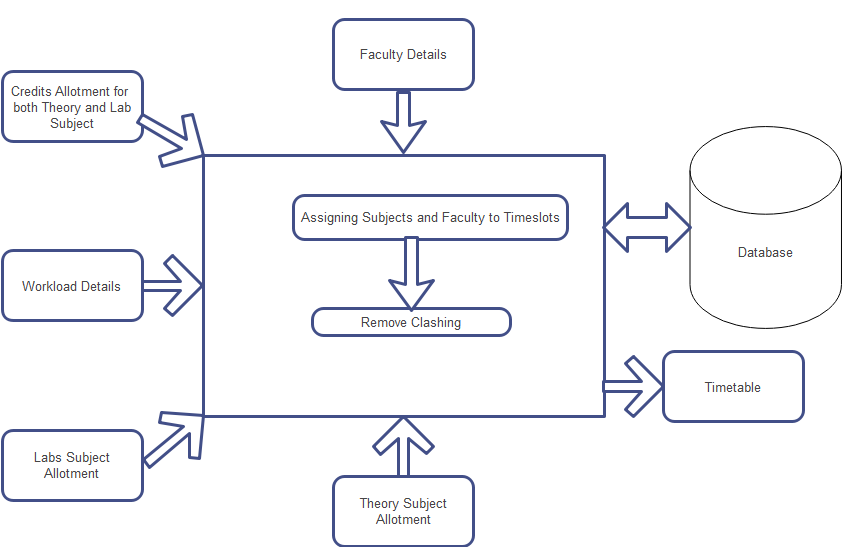 Faculty Details
Credits Allotment for
both Theory and Lab
Subject
Assigning Subjects and Faculty to Timeslots
Database
Workload Details
Remove Clashing
Timetable
Labs Subject
Allotment
Theory Subject
Allotment